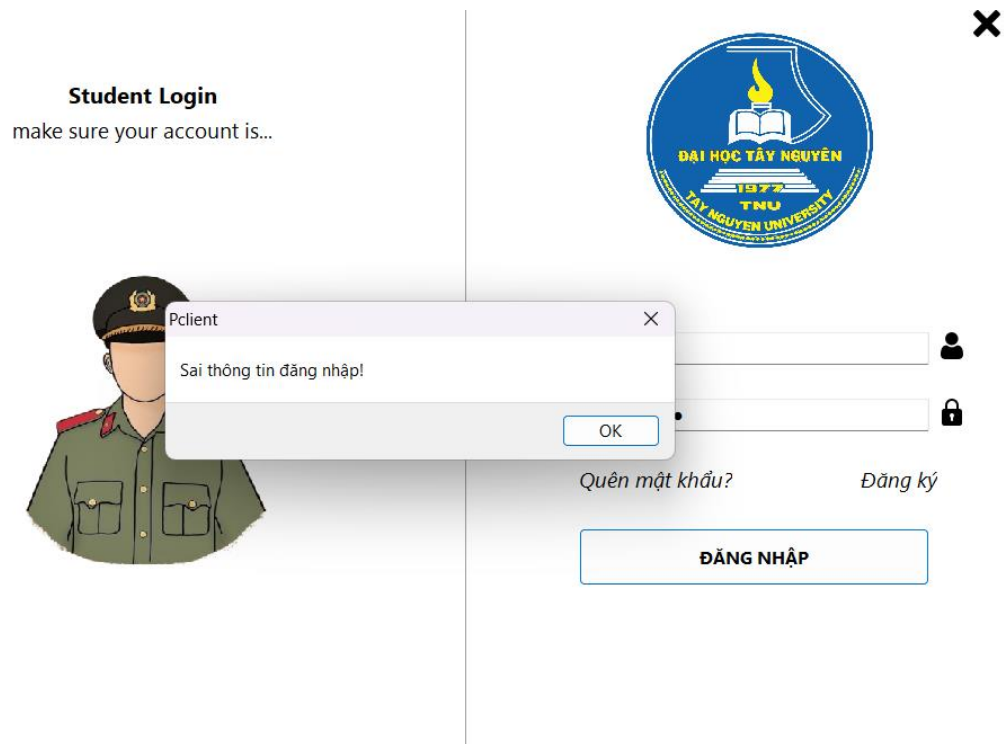 Student Login
make sure your account is...
ĐẠI HỌC TÂY NGUYÊN
1977
TNU
TAY NGUYEN UNIVERSITY
Pclient
Sai thông tin đăng nhập!
OK
Quên mật khẩu?
Đăng ký
ĐĂNG NHẬP